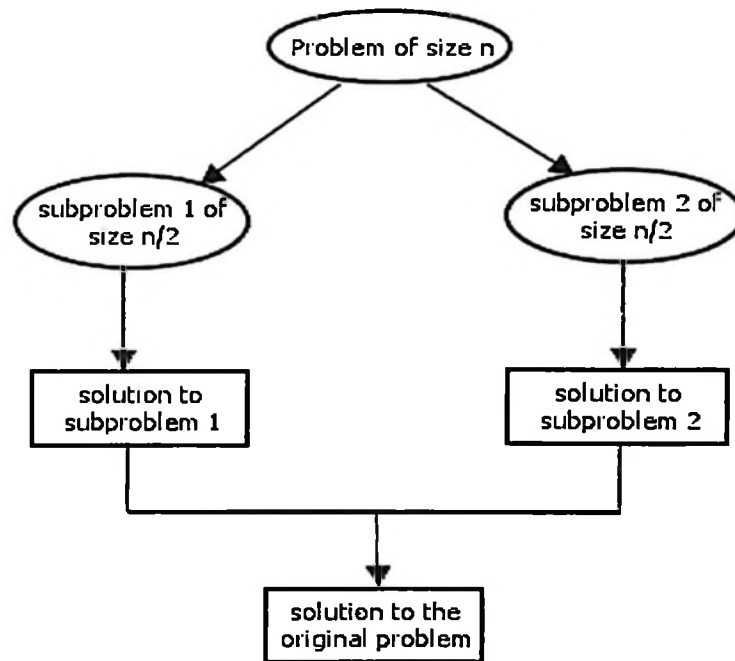 Problem of size n
subproblem 1 of
size n/2
subproblem 2 of
size n/2
solution to
subproblem 1
solution to
subproblem 2
solution to the
original problem